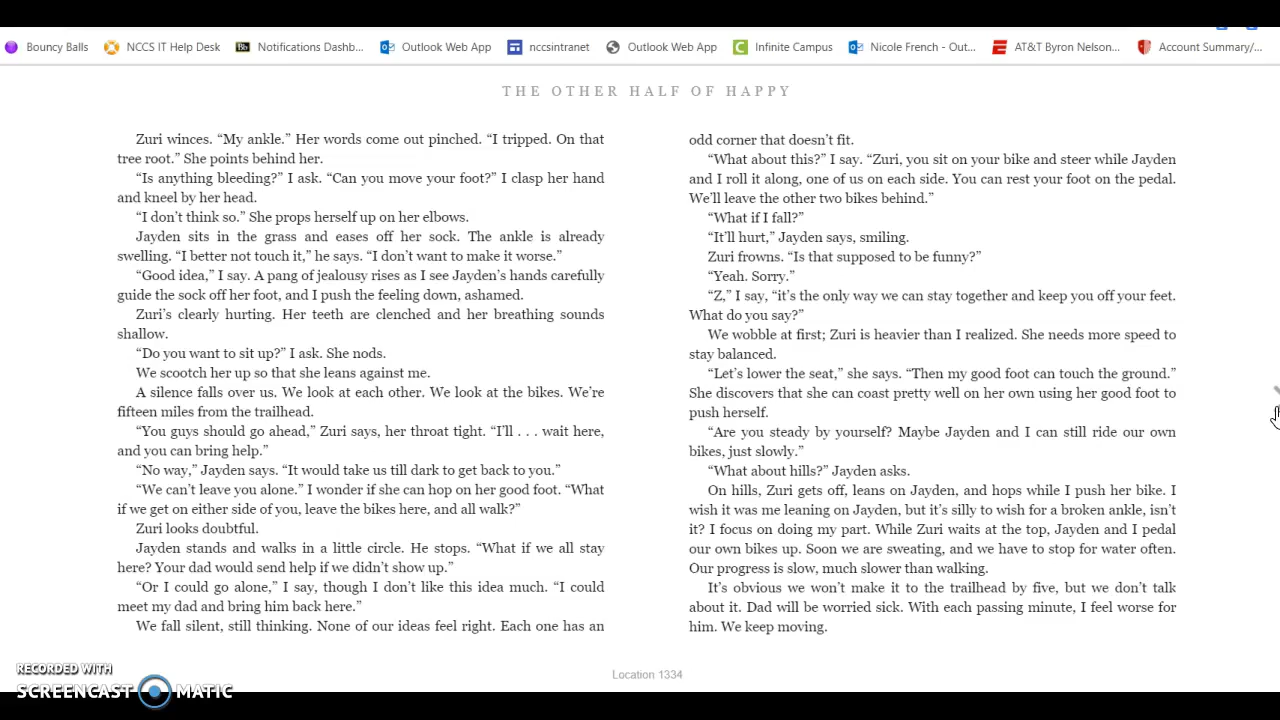 Bouncy Balls
NCCS IT Help Desk
Bb
Notifications Dashb...
Outlook Web App
nccsintranet
Outlook Web App
Infinite Campus
Nicole French - Out...
AT&T Byron Nelson...
Account Summary/...
THE OTHER HALF OF HAPPY
Zuri winces. “My ankle.” Her words come out pinched. “I tripped. On that
tree root.” She points behind her.
“Is anything bleeding?” I ask. “Can you move your foot?” I clasp her hand
and kneel by her head.
“I don’t think so.” She props herself up on her elbows.
Jayden sits in the grass and eases off her sock. The ankle is already
swelling. “I better not touch it,” he says. “I don’t want to make it worse.”
“Good idea,” I say. A pang of jealousy rises as I see Jayden’s hands carefully
guide the sock off her foot, and I push the feeling down, ashamed.
Zuri’s clearly hurting. Her teeth are clenched and her breathing sounds
shallow.
“Do you want to sit up?” I ask. She nods.
We scootch her up so that she leans against me.
A silence falls over us. We look at each other. We look at the bikes. We’re
fifteen miles from the trailhead.
“You guys should go ahead,” Zuri says, her throat tight. “I’ll . . . wait here,
and you can bring help.”
“No way,” Jayden says. “It would take us till dark to get back to you.”
“We can’t leave you alone.” I wonder if she can hop on her good foot. “What
if we get on either side of you, leave the bikes here, and all walk?”
Zuri looks doubtful.
Jayden stands and walks in a little circle. He stops. “What if we all stay
here? Your dad would send help if we didn’t show up.”
“Or I could go alone,” I say, though I don’t like this idea much. “I could
meet my dad and bring him back here.”
We fall silent, still thinking. None of our ideas feel right. Each one has an
odd corner that doesn’t fit.
“What about this?” I say. “Zuri, you sit on your bike and steer while Jayden
and I roll it along, one of us on each side. You can rest your foot on the pedal.
We’ll leave the other two bikes behind.”
“What if I fall?”
“It’ll hurt,” Jayden says, smiling.
Zuri frowns. “Is that supposed to be funny?”
“Yeah. Sorry.”
“Z,” I say, “it’s the only way we can stay together and keep you off your feet.
What do you say?”
We wobble at first; Zuri is heavier than I realized. She needs more speed to
stay balanced.
“Let’s lower the seat,” she says. “Then my good foot can touch the ground.”
She discovers that she can coast pretty well on her own using her good foot to
push herself.
“Are you steady by yourself? Maybe Jayden and I can still ride our own
bikes, just slowly.”
“What about hills?” Jayden asks.
On hills, Zuri gets off, leans on Jayden, and hops while I push her bike. I
wish it was me leaning on Jayden, but it’s silly to wish for a broken ankle, isn’t
it? I focus on doing my part. While Zuri waits at the top, Jayden and I pedal
our own bikes up. Soon we are sweating, and we have to stop for water often.
Our progress is slow, much slower than walking.
It’s obvious we won’t make it to the trailhead by five, but we don’t talk
about it. Dad will be worried sick. With each passing minute, I feel worse for
him. We keep moving.
Location 1334
RECORDED WITH
SCREENCAST MATIC